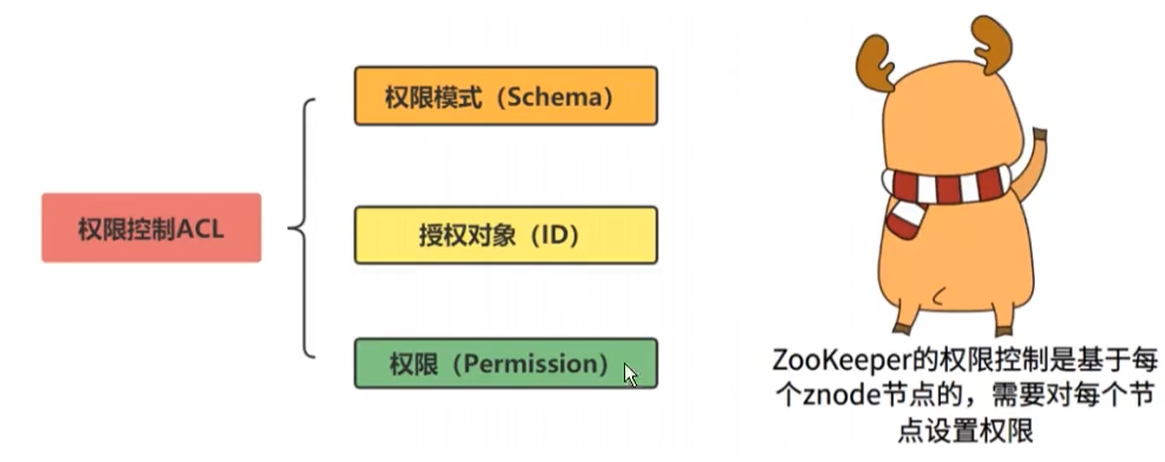 权限模式（Schema）
权限控制ACL
授权对象（ID）
权限（Permission）
ZooKeeper的权限控制是基于每
个znode节点的，需要对每个节
点设置权限